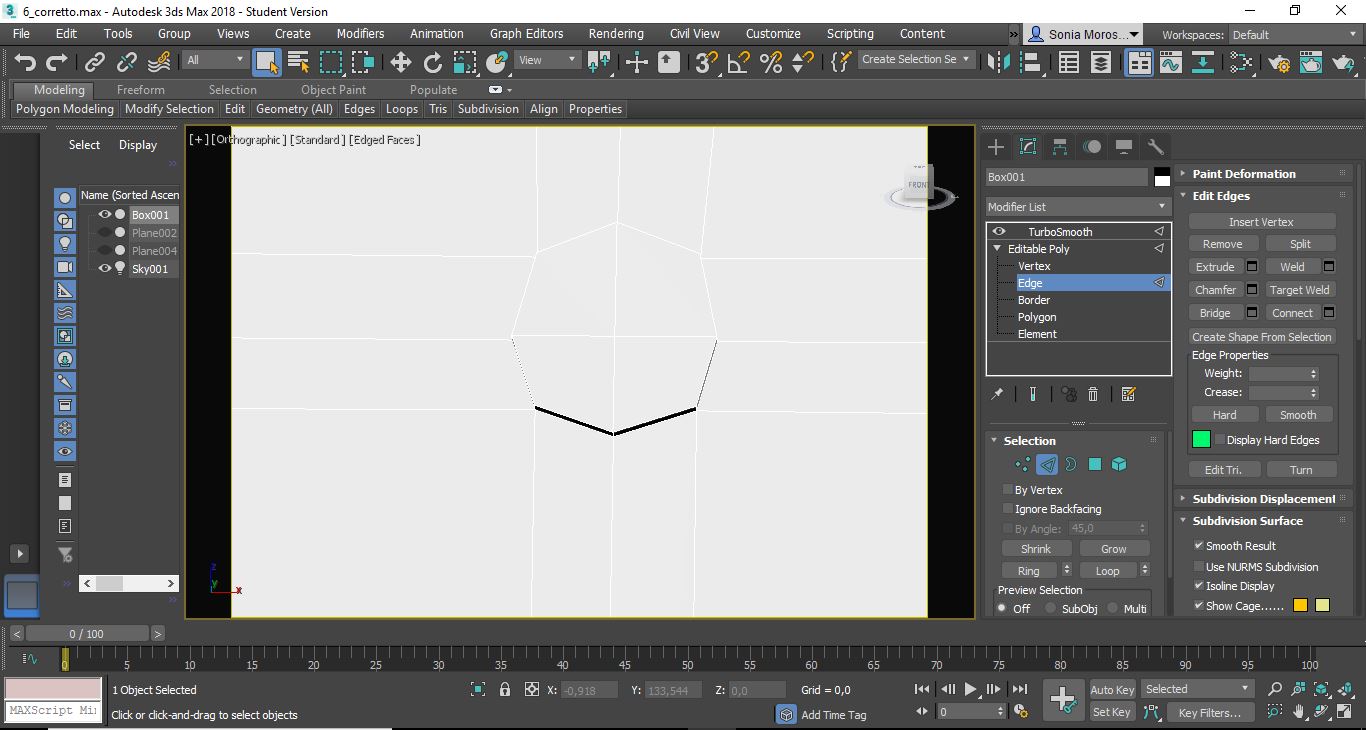 6_corretto.max - Autodesk 3ds Max 2018 - Student Version
File Edit Tools Group Views Create Modifiers Animation Graph Editors Rendering Civil View Customize Scripting Content » Sonia Moros... Workspaces: Default
All View Create Selection Se
Modeling Freeform Selection Object Paint Populate
Polygon Modeling Modify Selection Edit Geometry (All) Edges Loops Tris Subdivision Align Properties
Select Display
Name (Sorted Ascen
Box001
Plane002
Plane004
Sky001
[+] [Orthographic ] [Standard ] [Edged Faces ]
FRONT
z
y
x
Box001
Modifier List
TurboSmooth
Editable Poly
Vertex
Edge
Border
Polygon
Element
Selection
By Vertex
Ignore Backfacing
By Angle: 45,0
Shrink Grow
Ring Loop
Preview Selection
Off SubObj Multi
Paint Deformation
Edit Edges
Insert Vertex
Remove Split
Extrude Weld
Chamfer Target Weld
Bridge Connect
Create Shape From Selection
Edge Properties
Weight:
Crease:
Hard Smooth
Display Hard Edges
Edit Tri. Turn
Subdivision Displacement
Subdivision Surface
Smooth Result
Use NURMS Subdivision
Isoline Display
Show Cage......
< 0 / 100 >
0 5 10 15 20 25 30 35 40 45 50 55 60 65 70 75 80 85 90 95 100
1 Object Selected
X: -0,918 Y: 133,544 Z: 0,0 Grid = 0,0
Auto Key Selected
MAXScript Mi
Click or click-and-drag to select objects
Add Time Tag
0
Set Key Key Filters...